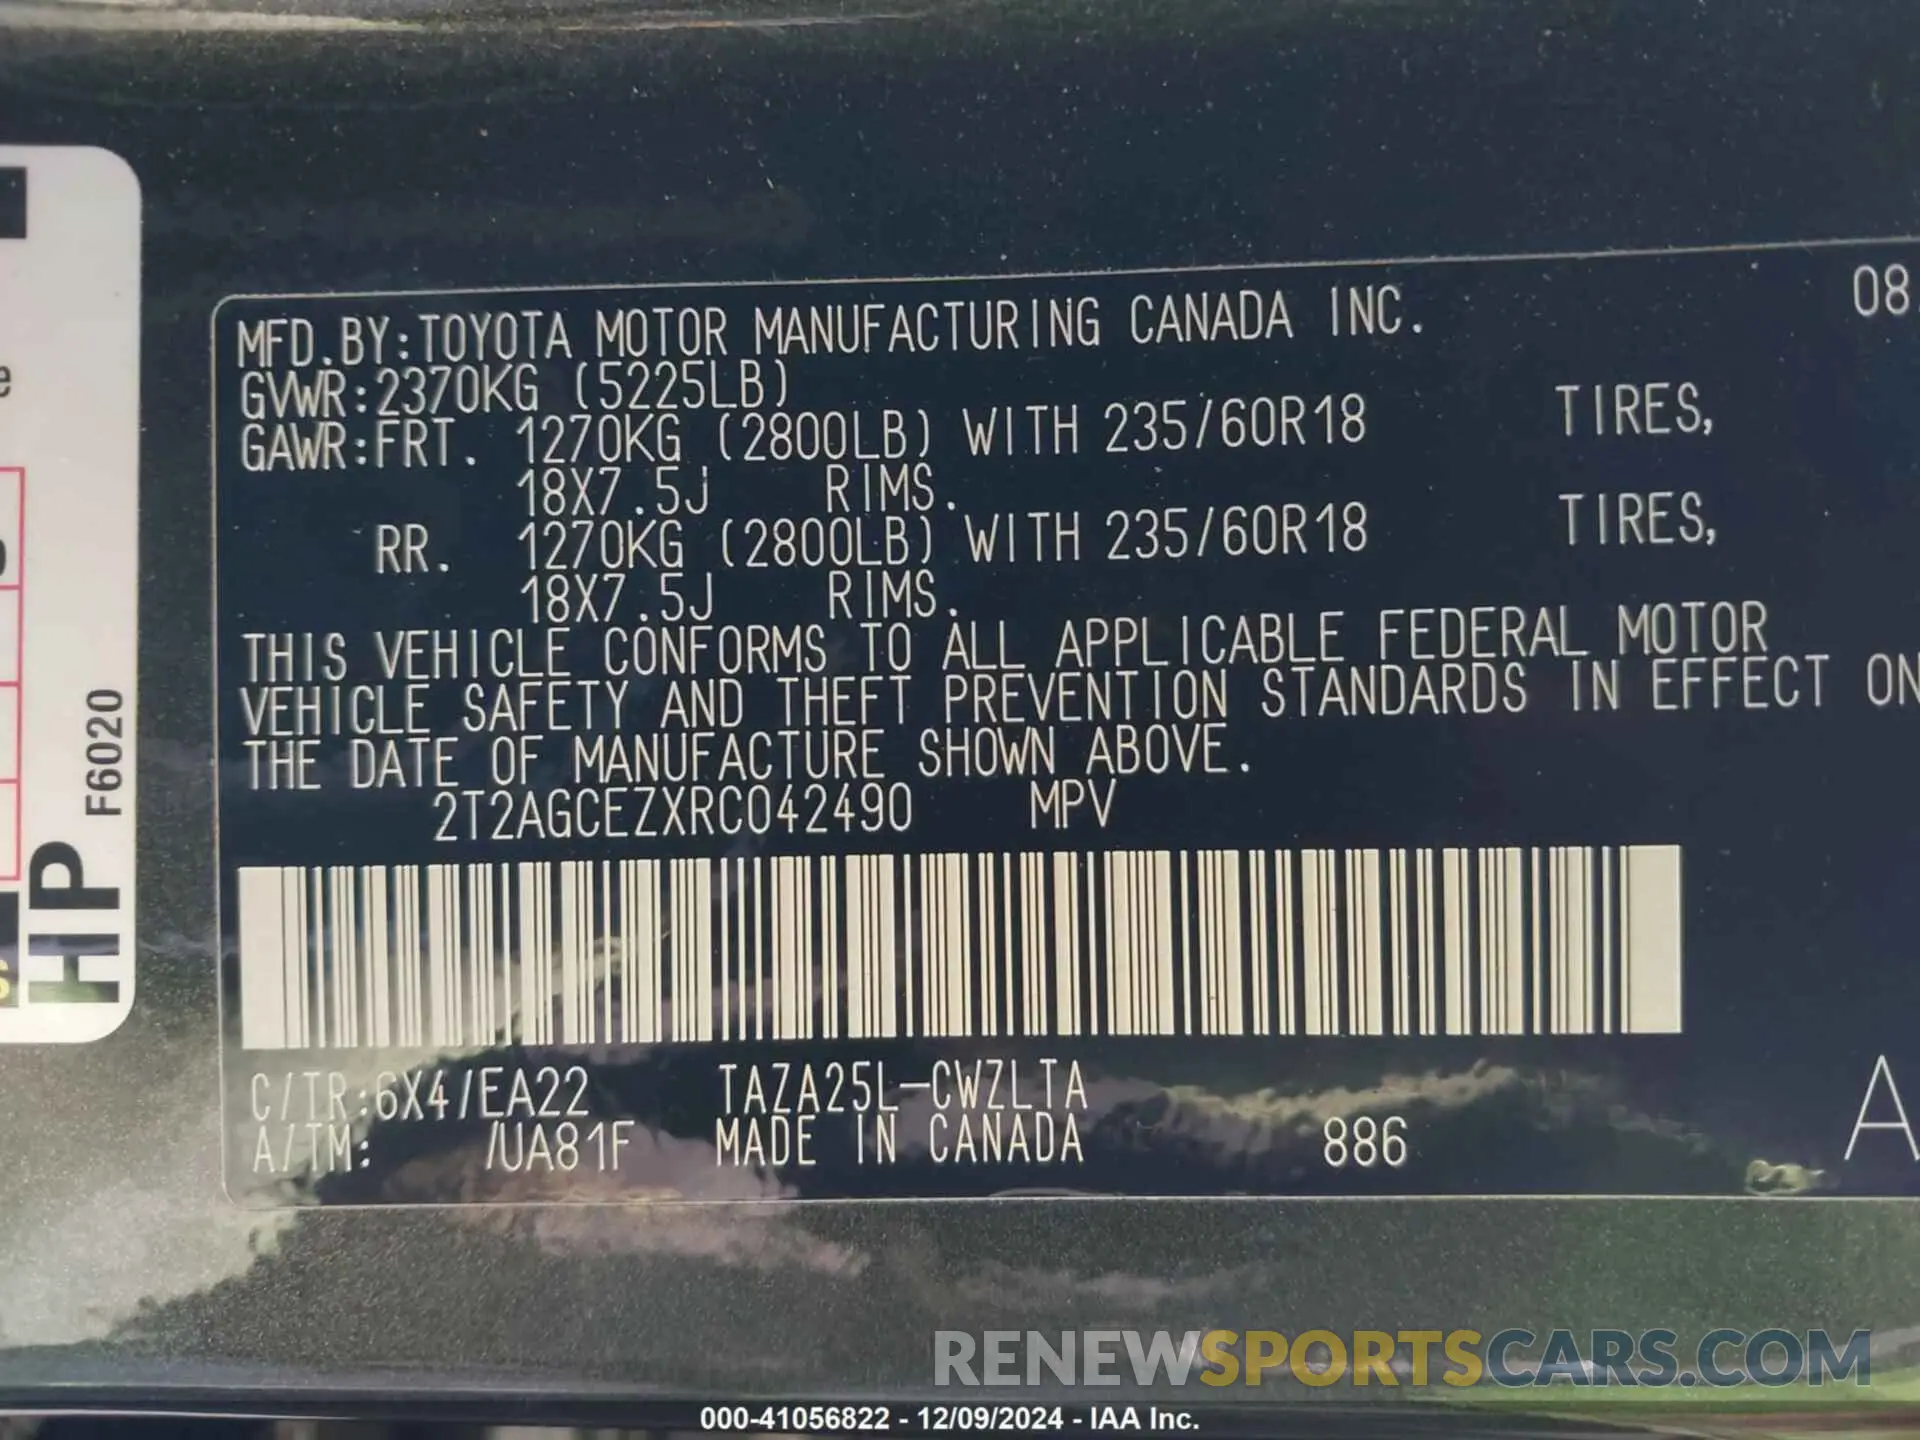 MFD.BY:TOYOTA MOTOR MANUFACTURING CANADA INC. 08
GVWR:2370KG (5225LB)
GAWR:FRT. 1270KG (2800LB) WITH 235/60R18 TIRES,
18X7.5J RIMS.
RR. 1270KG (2800LB) WITH 235/60R18 TIRES,
18X7.5J RIMS.
THIS VEHICLE CONFORMS TO ALL APPLICABLE FEDERAL MOTOR
VEHICLE SAFETY AND THEFT PREVENTION STANDARDS IN EFFECT ON
THE DATE OF MANUFACTURE SHOWN ABOVE.
2T2AGCEZXRC042490 MPV
C/TR:6X4/EA22 TAZA25L-CWZLTA
A/TM: /UA81F MADE IN CANADA 886
A
F6020
HP
e
s
RENEWSPORTSCARS.COM
000-41056822 - 12/09/2024 - IAA Inc.